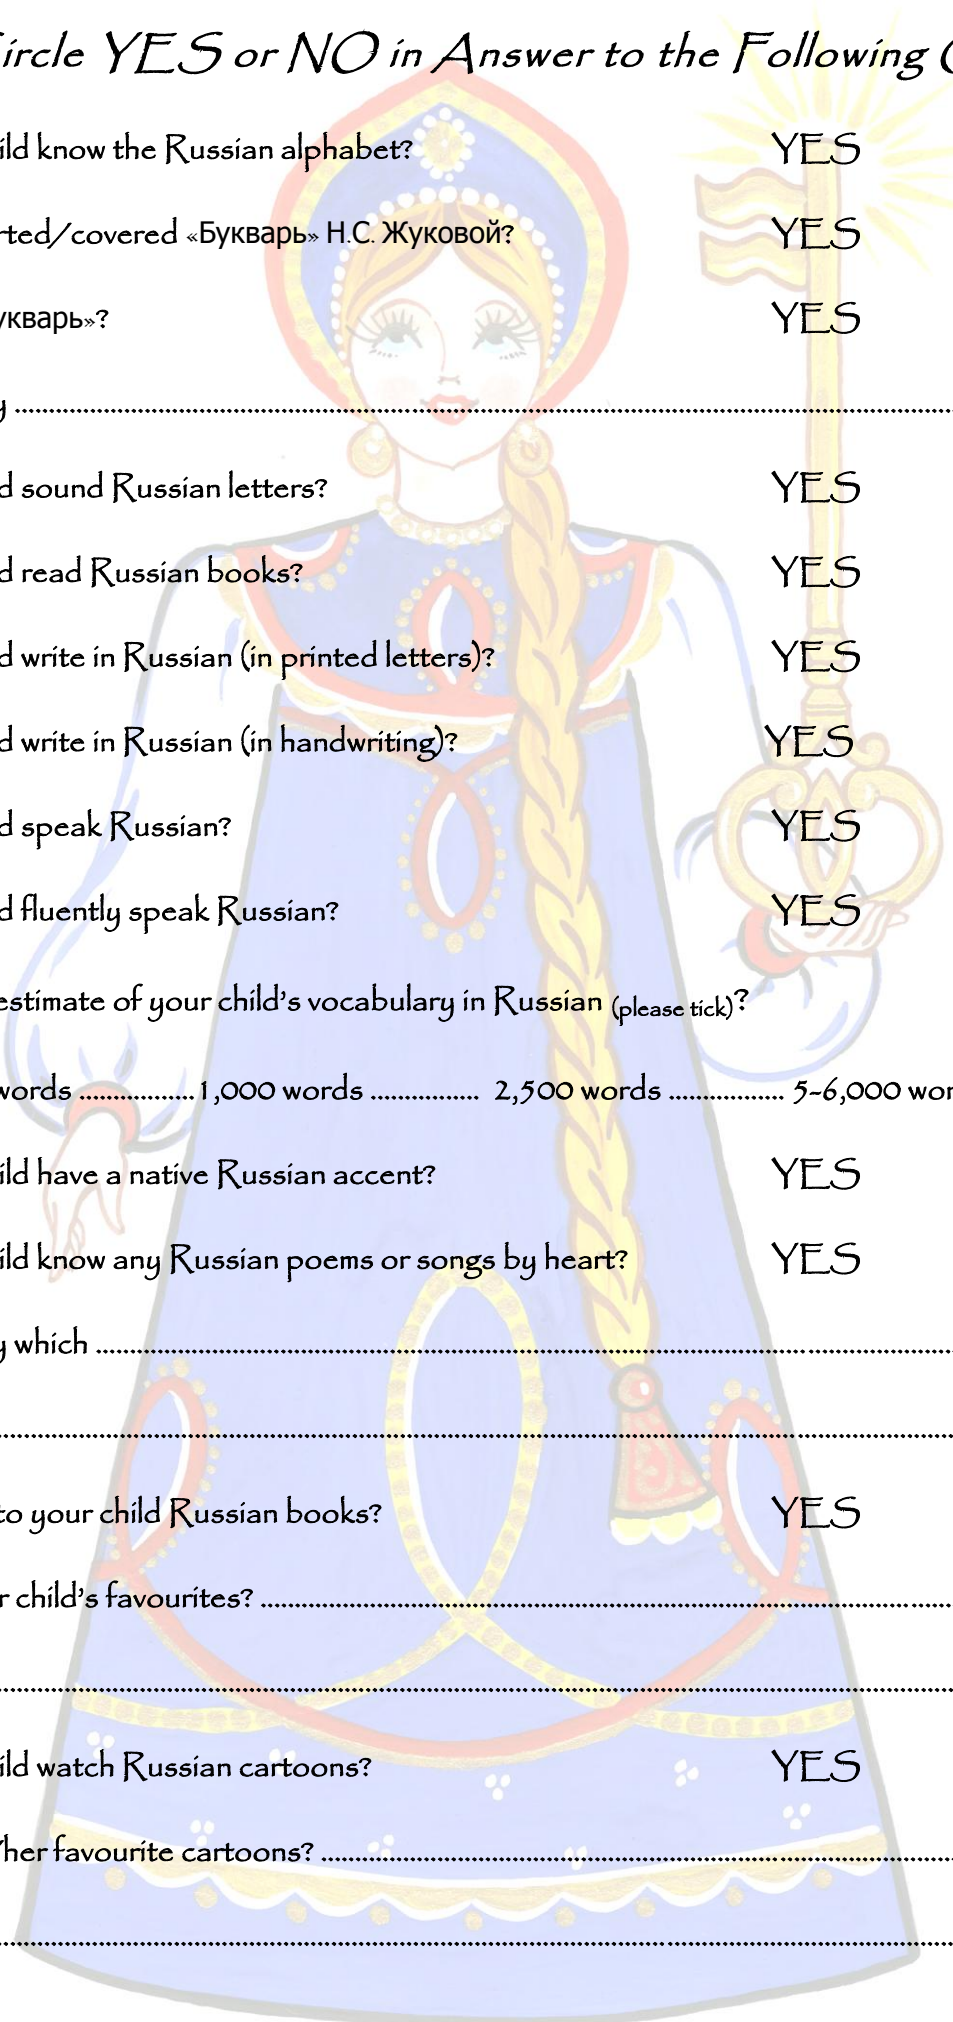 ircle YES or NO in Answer to the Following
ild know the Russian alphabet? YES
rted/covered «Букварь» Н.С. Жуковой? YES
укварь»? YES
y ................................................
d sound Russian letters? YES
d read Russian books? YES
d write in Russian (in printed letters)? YES
d write in Russian (in handwriting)? YES
d speak Russian? YES
d fluently speak Russian? YES
estimate of your child's vocabulary in Russian (please tick)?
words ................. 1,000 words ................ 2,500 words ................. 5-6,000 wor
ild have a native Russian accent? YES
ild know any Russian poems or songs by heart? YES
y which ................................................
................................................
to your child Russian books? YES
r child's favourites? ................................................
................................................
ild watch Russian cartoons? YES
/her favourite cartoons? ................................................
................................................